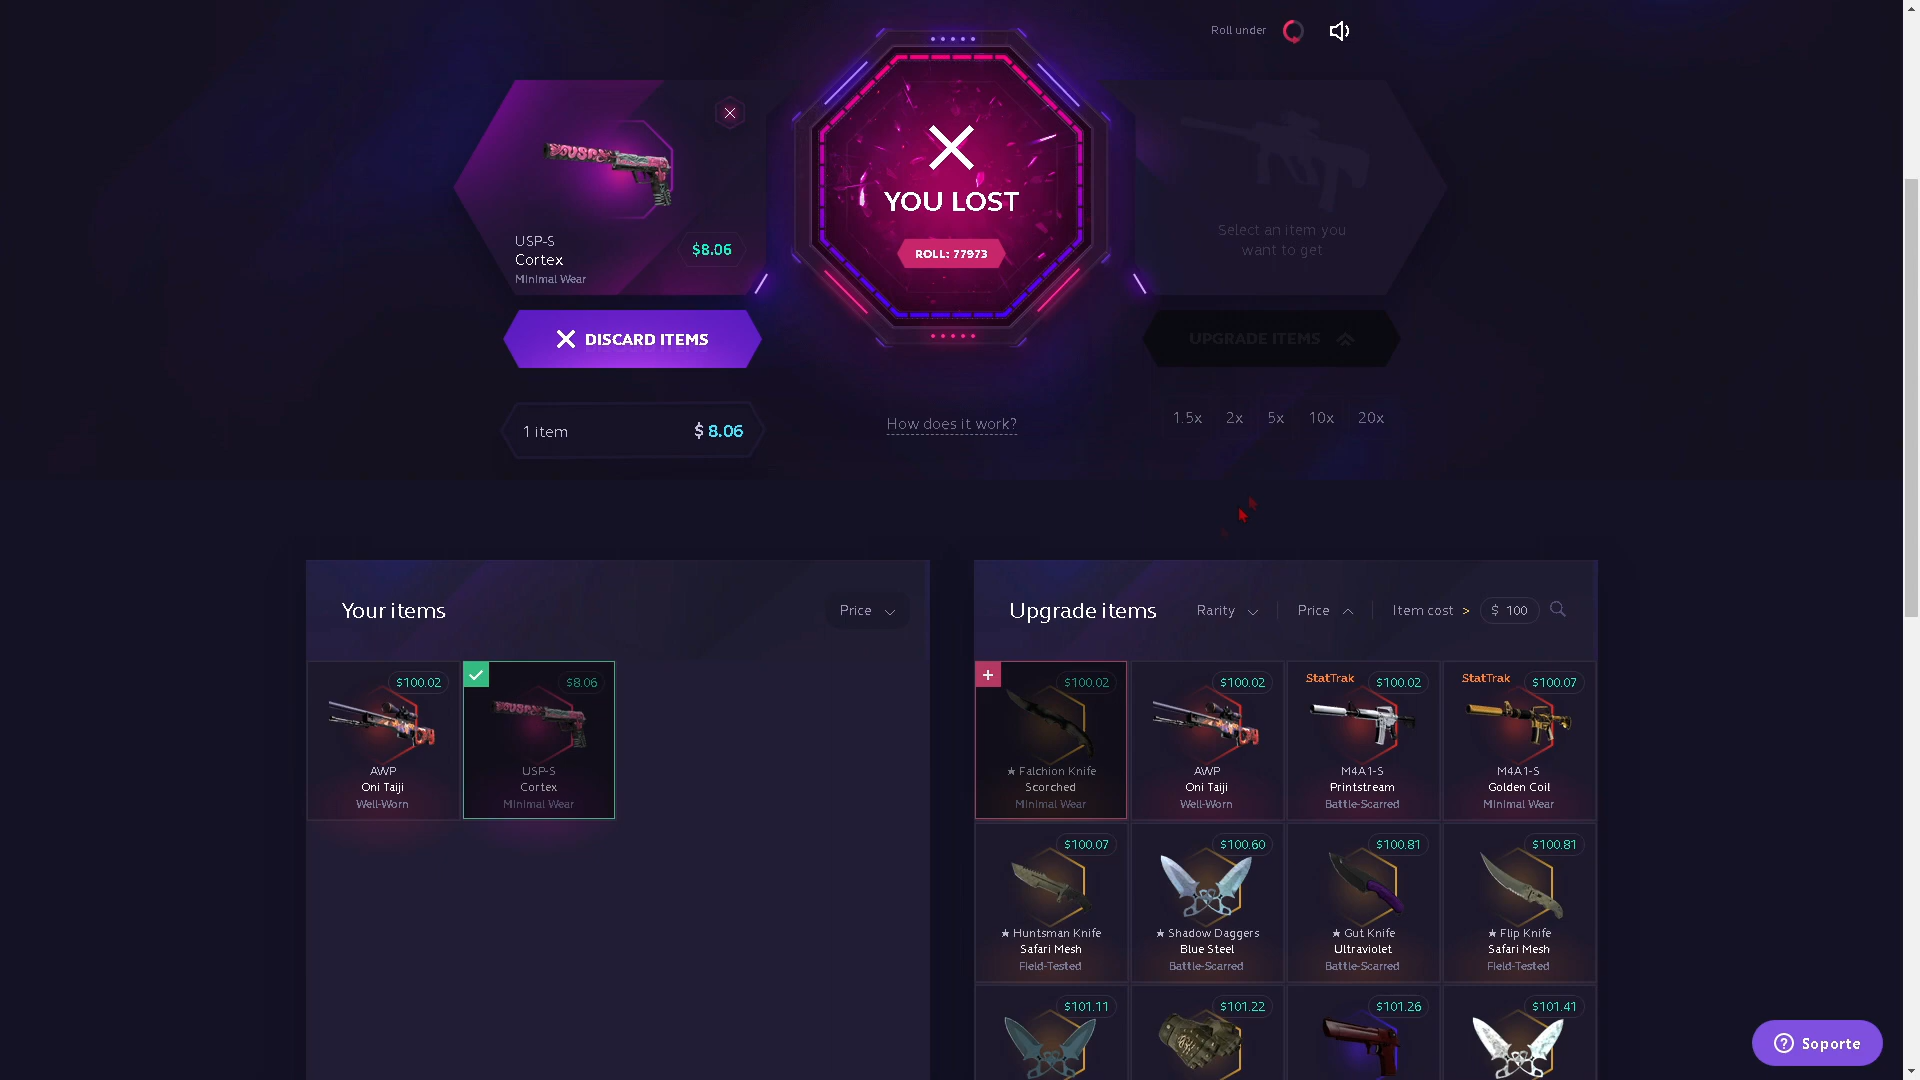 Roll under
YOU LOST
ROLL: 77973
USP-S
Cortex
Minimal Wear
$8.06
Select an item you
want to get
DISCARD ITEMS
UPGRADE ITEMS
1 item
$ 8.06
How does it work?
1.5x 2x 5x 10x 20x
Your items
Price
$100.02
AWP
Oni Taiji
Well-Worn
$8.06
USP-S
Cortex
Minimal Wear
Upgrade items
Rarity
Price
Item cost > $ 100
$100.02
★ Falchion Knife
Scorched
Minimal Wear
$100.02
AWP
Oni Taiji
Well-Worn
StatTrak $100.02
M4A1-S
Printstream
Battle-Scarred
StatTrak $100.07
M4A1-S
Golden Coil
Minimal Wear
$100.07
★ Huntsman Knife
Safari Mesh
Field-Tested
$100.60
★ Shadow Daggers
Blue Steel
Battle-Scarred
$100.81
★ Gut Knife
Ultraviolet
Battle-Scarred
$100.81
★ Flip Knife
Safari Mesh
Field-Tested
$101.11
$101.22
$101.26
$101.41
Soporte